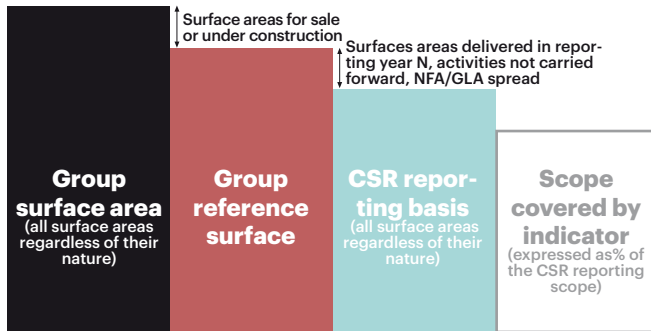 Surface areas for sale
or under construction
Surfaces areas delivered in repor-
ting year N, activities not carried
forward, NFA/GLA spread
Group
surface area
(all surface areas
regardless of their
nature)
Group
reference
surface
CSR repor-
ting basis
(all surface areas
regardless of their
nature)
Scope
covered by
indicator
(expressed as% of
the CSR reporting
scope)